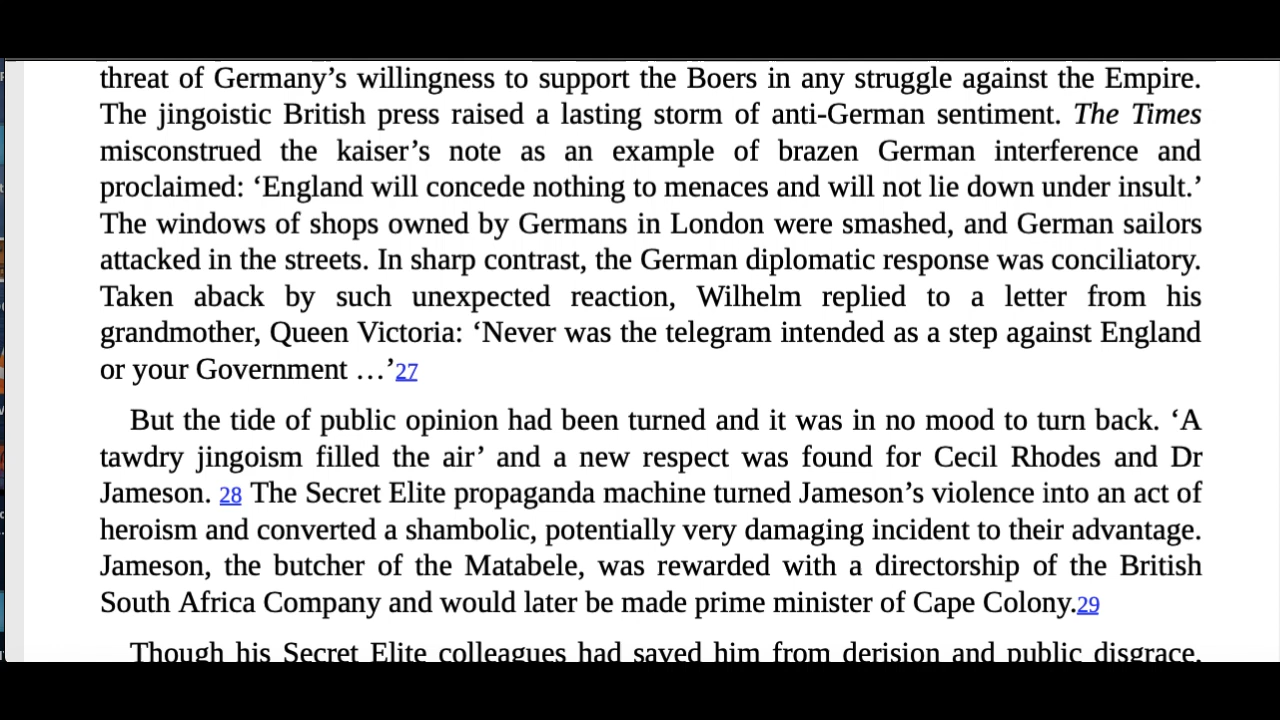 threat of Germany’s willingness to support the Boers in any struggle against the Empire.
The jingoistic British press raised a lasting storm of anti-German sentiment. The Times
misconstrued the kaiser’s note as an example of brazen German interference and
proclaimed: ‘England will concede nothing to menaces and will not lie down under insult.’
The windows of shops owned by Germans in London were smashed, and German sailors
attacked in the streets. In sharp contrast, the German diplomatic response was conciliatory.
Taken aback by such unexpected reaction, Wilhelm replied to a letter from his
grandmother, Queen Victoria: ‘Never was the telegram intended as a step against England
or your Government …’27
But the tide of public opinion had been turned and it was in no mood to turn back. ‘A
tawdry jingoism filled the air’ and a new respect was found for Cecil Rhodes and Dr
Jameson. 28 The Secret Elite propaganda machine turned Jameson’s violence into an act of
heroism and converted a shambolic, potentially very damaging incident to their advantage.
Jameson, the butcher of the Matabele, was rewarded with a directorship of the British
South Africa Company and would later be made prime minister of Cape Colony.29
Though his Secret Elite colleagues had saved him from derision and public disgrace,